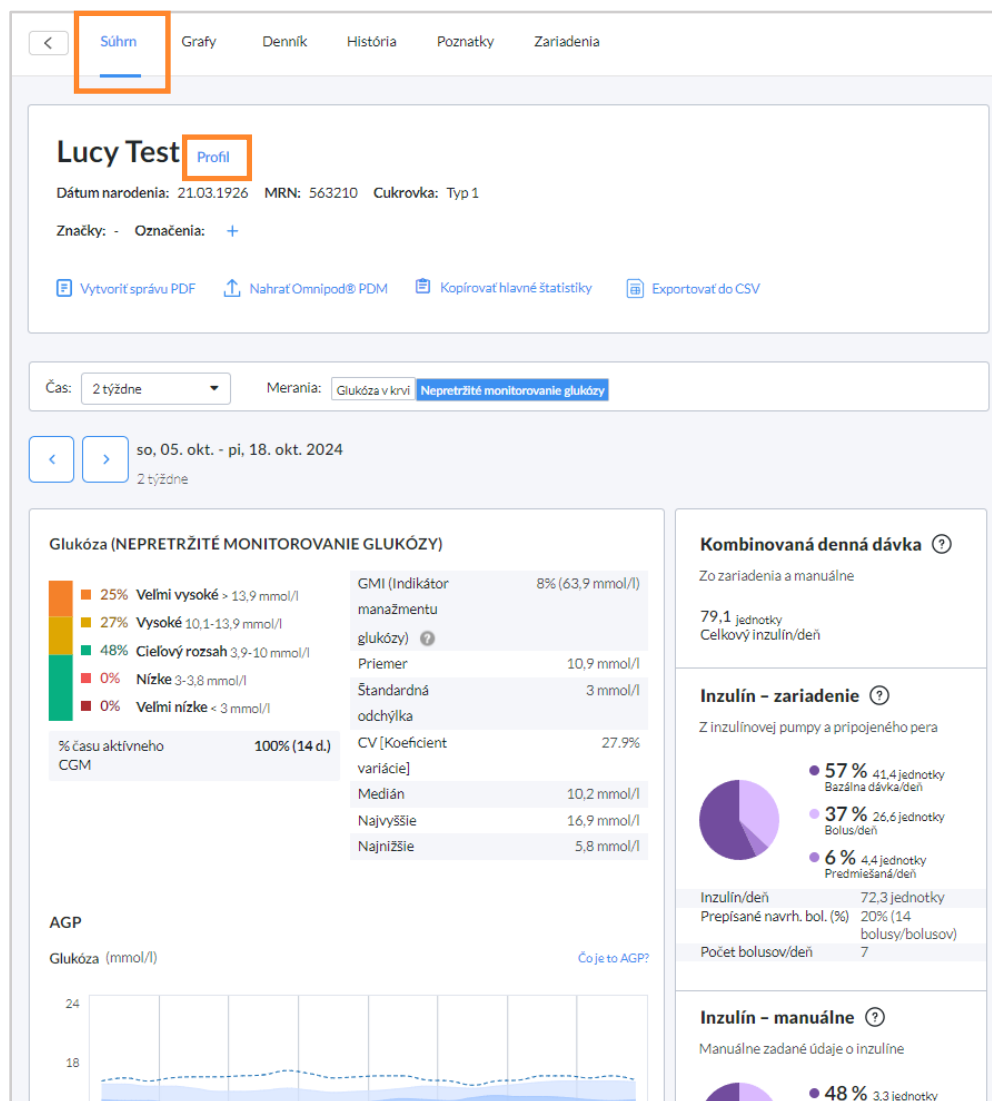 Súhrn Grafy Denník História Poznatky Zariadenia
Lucy Test Profil
Dátum narodenia: 21.03.1926 MRN: 563210 Cukrovka: Typ 1
Značky: - Označenia: +
Vytvoriť správu PDF Nahrať Omnipod® PDM Kopírovať hlavné štatistiky Exportovať do CSV
Čas: 2 týždne Merania: Glukóza v krvi Nepretržité monitorovanie glukózy
so, 05. okt. - pi, 18. okt. 2024
2 týždne
Glukóza (NEPRETRŽITÉ MONITOROVANIE GLUKÓZY)
25% Veľmi vysoké > 13,9 mmol/l
27% Vysoké 10,1-13,9 mmol/l
48% Cieľový rozsah 3,9-10 mmol/l
0% Nízke 3-3,8 mmol/l
0% Veľmi nízke < 3 mmol/l
% času aktívneho 100% (14 d.)
CGM
GMI (Indikátor 8% (63,9 mmol/l)
manažmentu
glukózy) ?
Priemer 10,9 mmol/l
Štandardná 3 mmol/l
odchýlka
CV [Koeficient 27.9%
variácie]
Medián 10,2 mmol/l
Najvyššie 16,9 mmol/l
Najnižšie 5,8 mmol/l
AGP
Glukóza (mmol/l) Čo je to AGP?
24
18
Kombinovaná denná dávka ?
Zo zariadenia a manuálne
79,1 jednotky
Celkový inzulín/deň
Inzulín – zariadenie ?
Z inzulínovej pumpy a pripojeného pera
57 % 41,4 jednotky
Bazálna dávka/deň
37 % 26,6 jednotky
Bolus/deň
6 % 4,4 jednotky
Predmiešaná/deň
Inzulín/deň 72,3 jednotky
Prepísané navrh. bol. (%) 20% (14
bolusy/bolusov)
Počet bolusov/deň 7
Inzulín – manuálne ?
Manuálne zadané údaje o inzulíne
48 % 3,3 jednotky